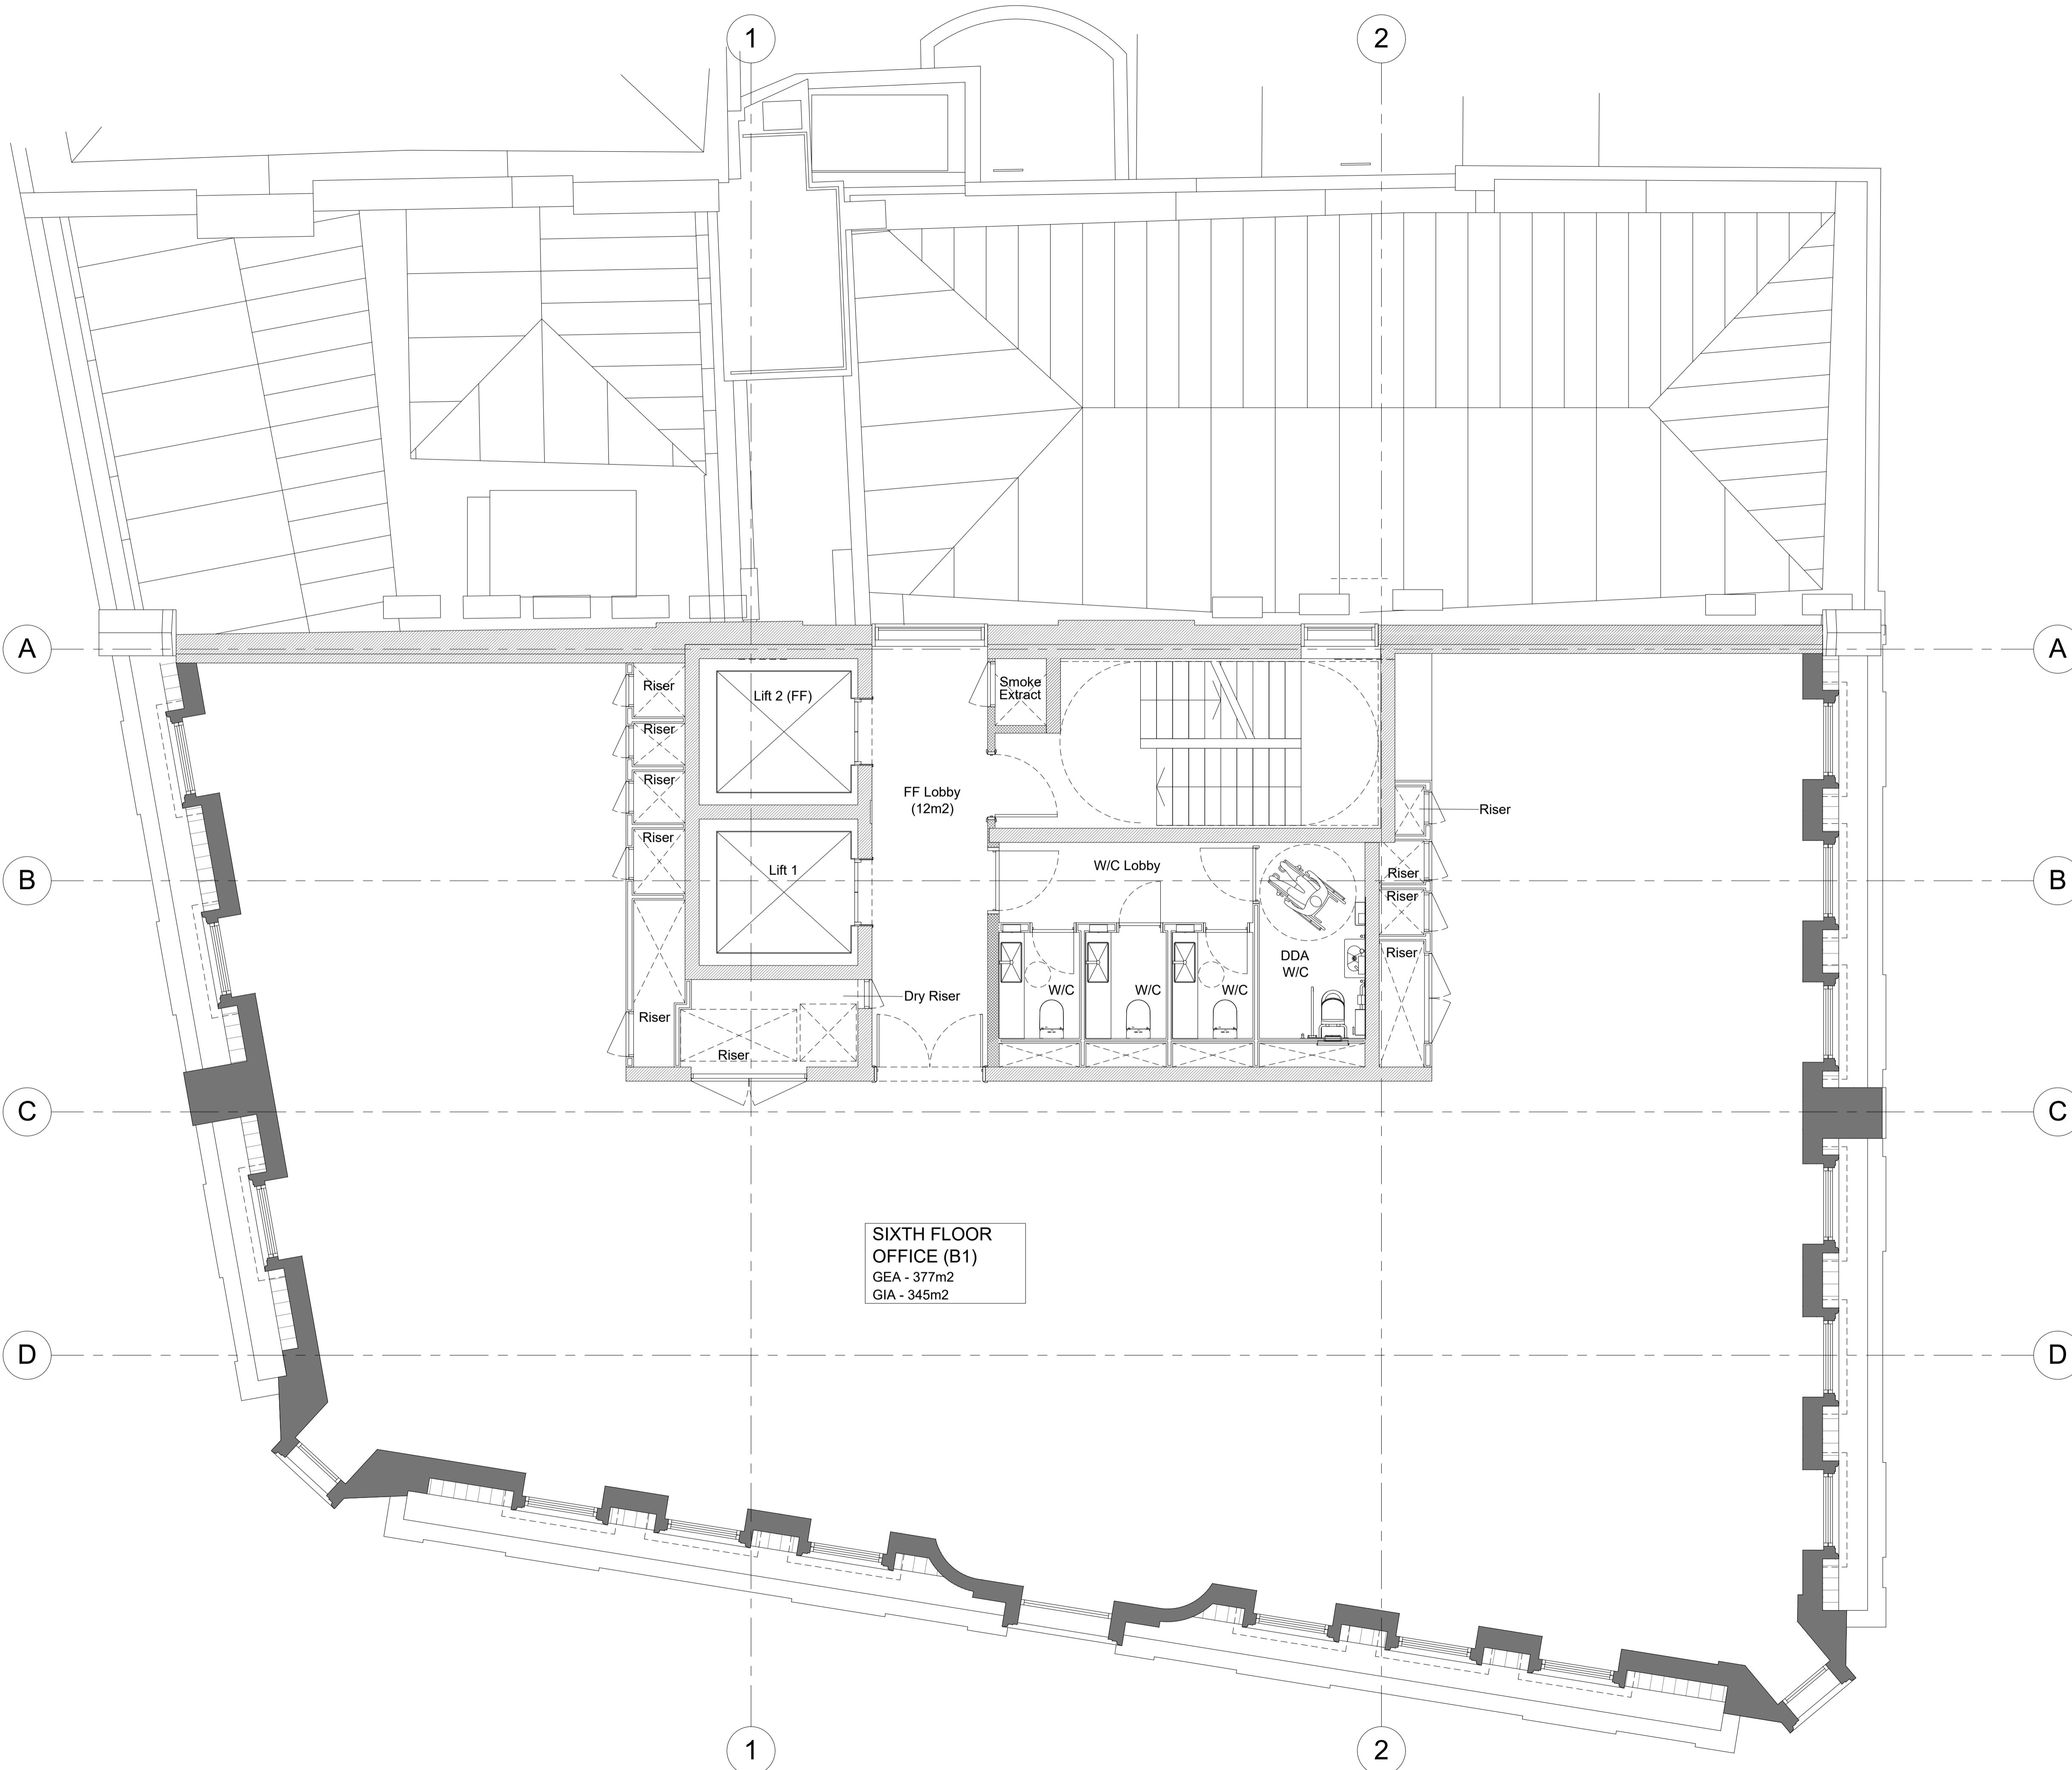 1
2
A
A
Riser
Lift 2 (FF)
Smoke
Extract
Riser
Riser
FF Lobby
(12m2)
Riser
Riser
W/C Lobby
Lift 1
B
Riser
B
Riser
DDA
W/C
Riser
W/C
W/C
W/C
Dry Riser
Riser
Riser
C
C
SIXTH FLOOR
OFFICE (B1)
GEA - 377m2
GIA - 345m2
D
D
1
2